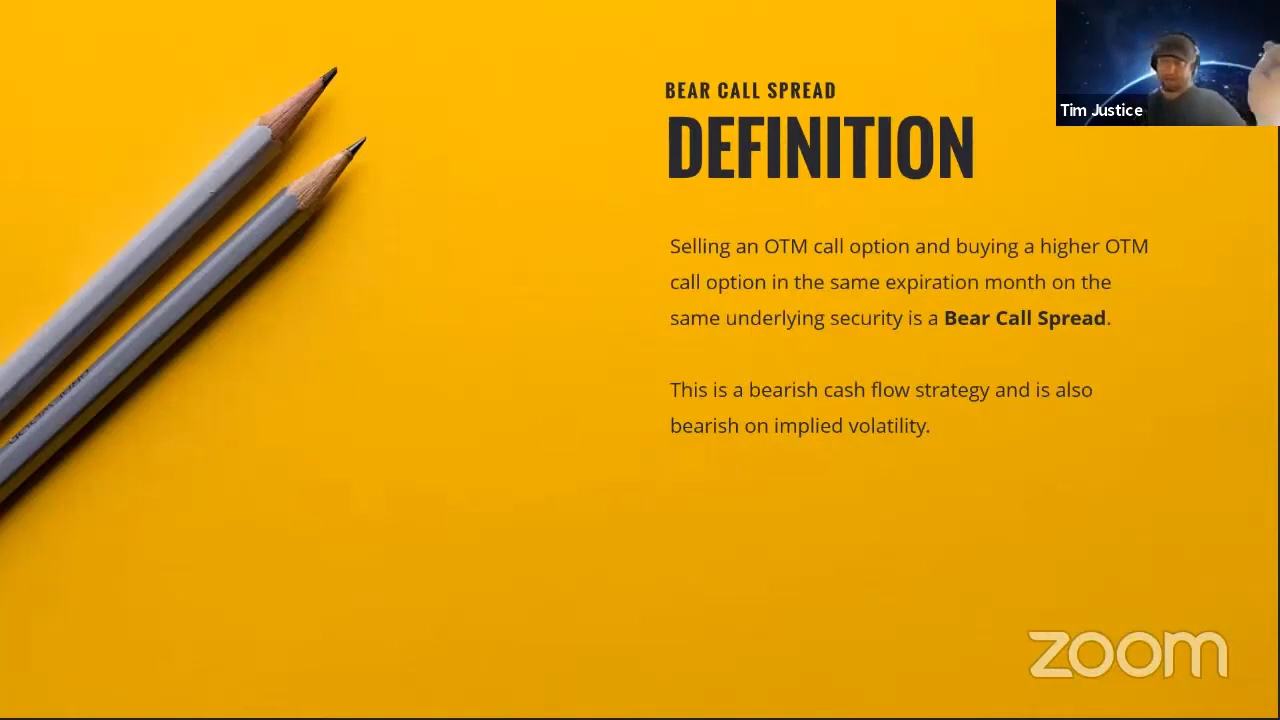 BEAR CALL SPREAD
DEFINITION
Tim Justice
Selling an OTM call option and buying a higher OTM
call option in the same expiration month on the
same underlying security is a Bear Call Spread.
This is a bearish cash flow strategy and is also
bearish on implied volatility.
zoom